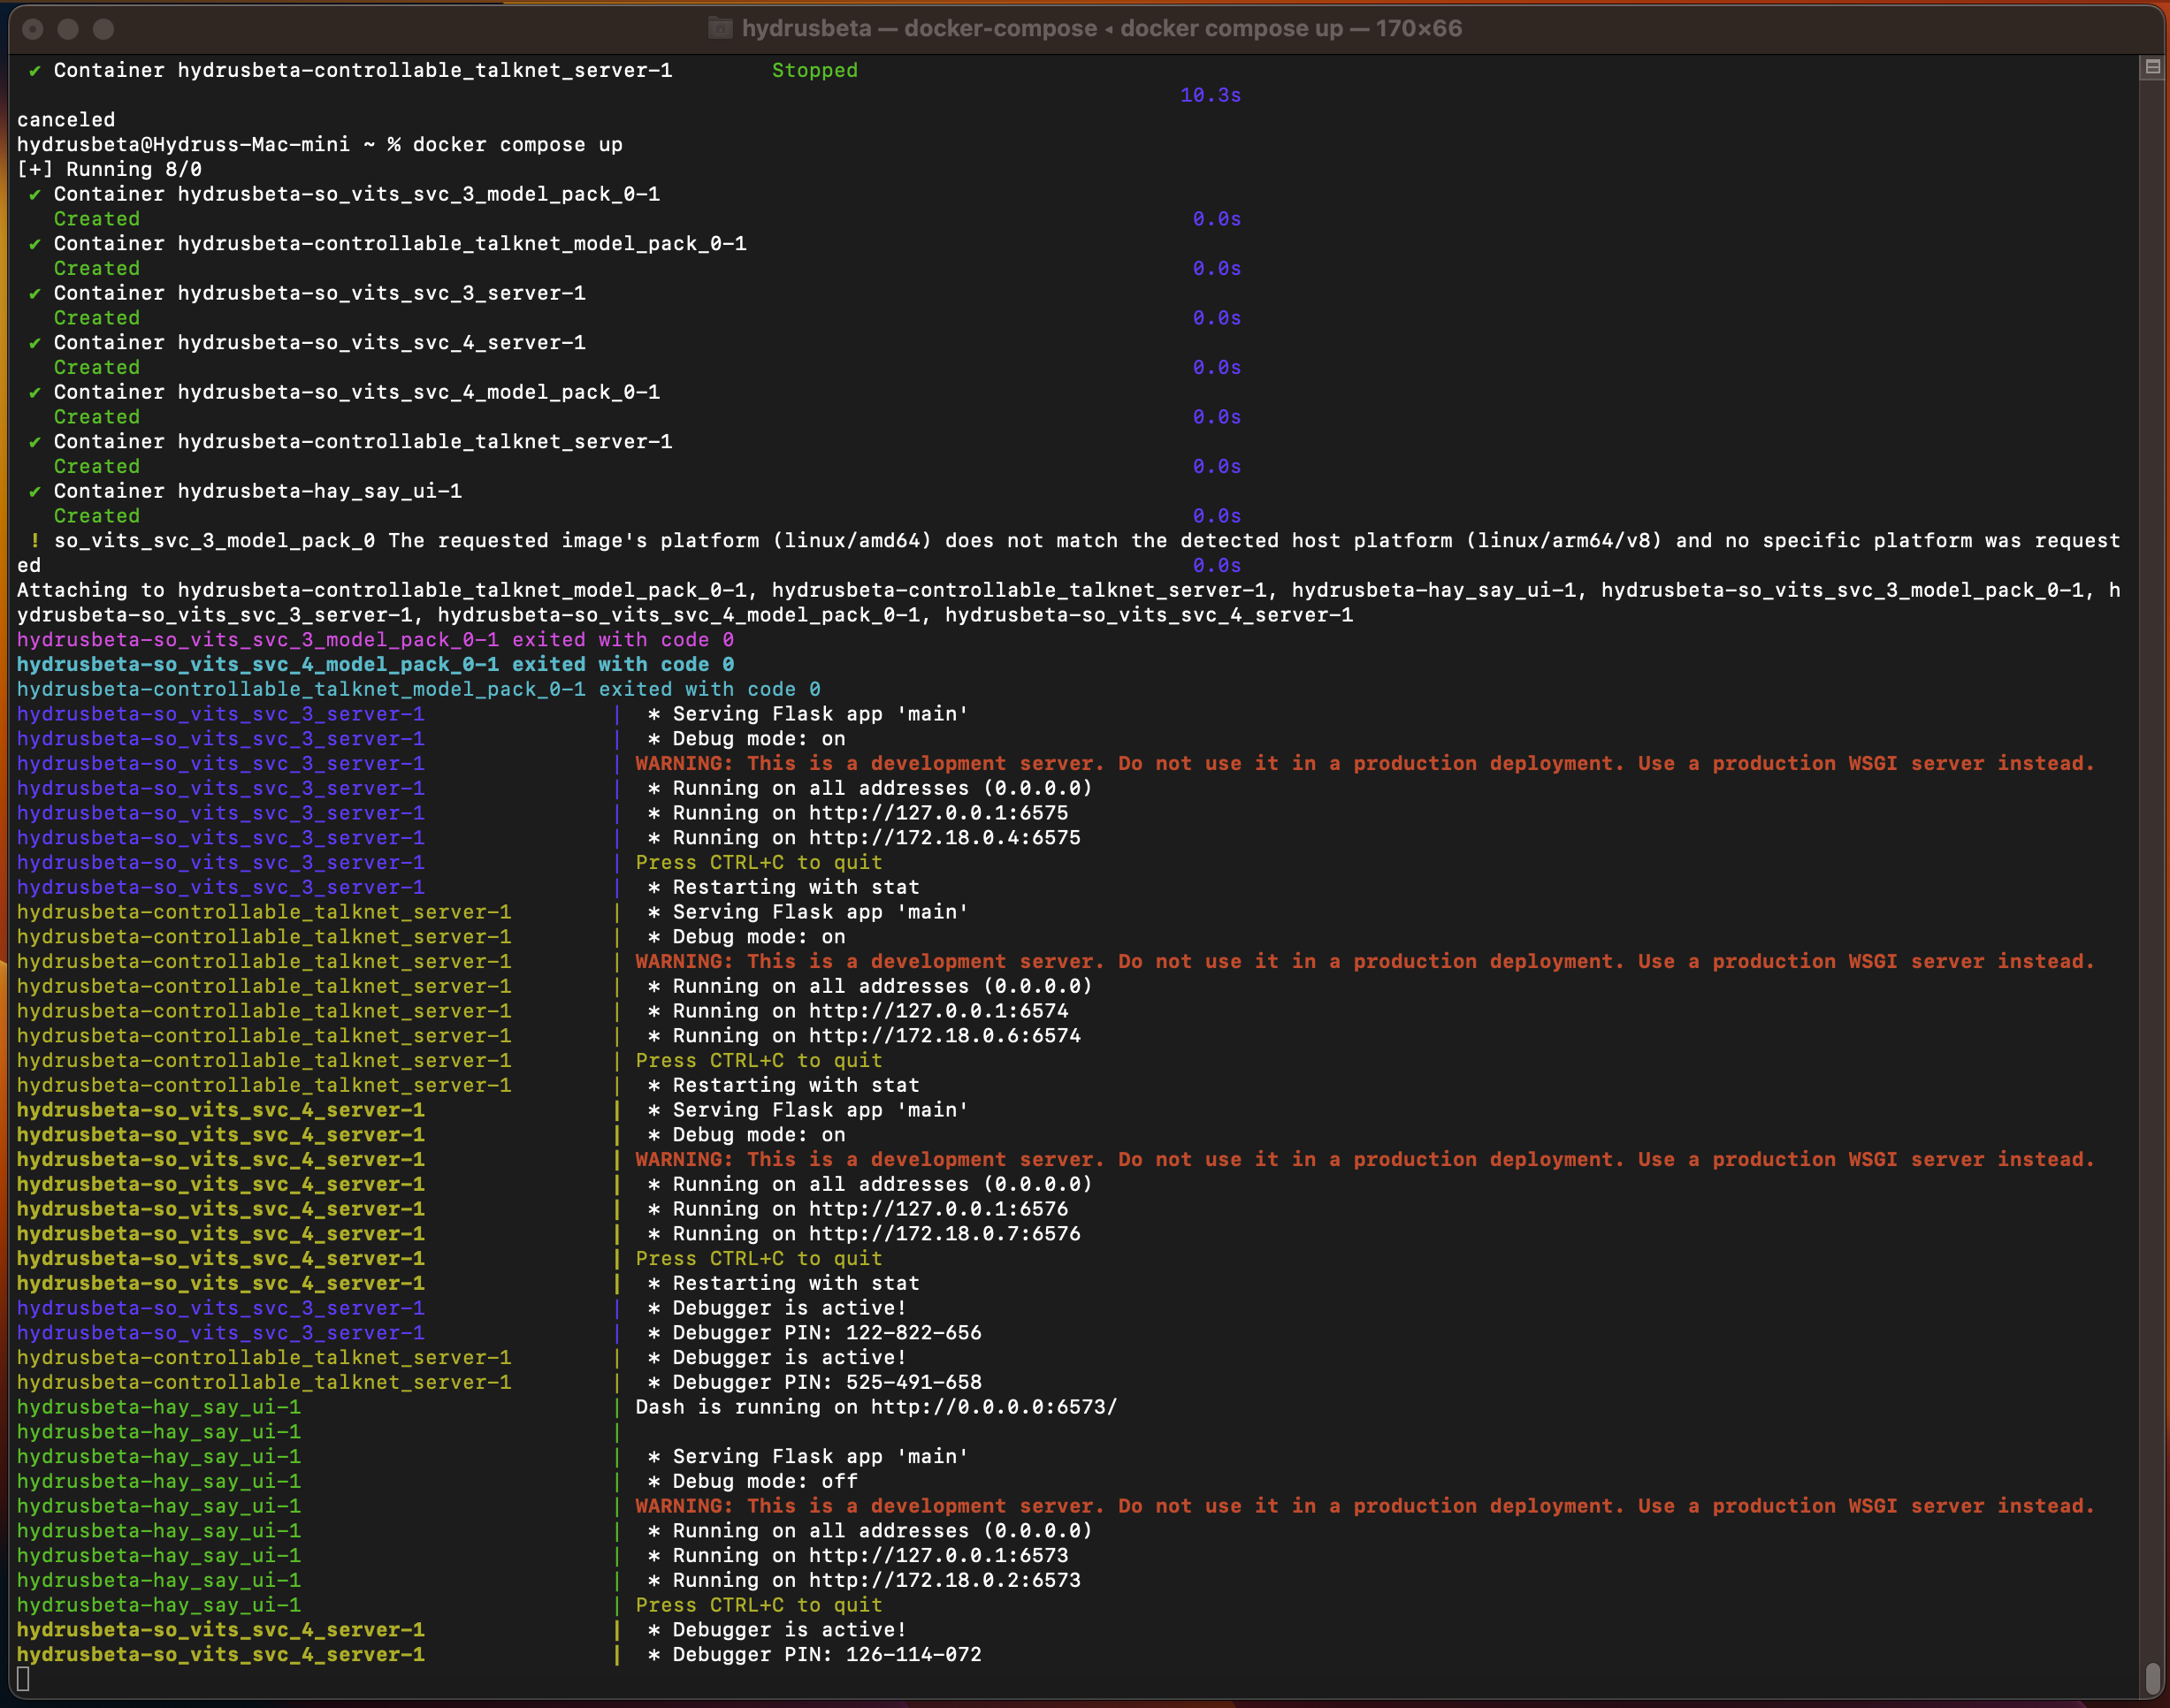 hydrusbeta — docker-compose ◂ docker compose up — 170×66
✔ Container hydrusbeta-controllable_talknet_server-1 Stopped
10.3s
canceled
hydrusbeta@Hydruss-Mac-mini ~ % docker compose up
[+] Running 8/0
✔ Container hydrusbeta-so_vits_svc_3_model_pack_0-1
Created 0.0s
✔ Container hydrusbeta-controllable_talknet_model_pack_0-1
Created 0.0s
✔ Container hydrusbeta-so_vits_svc_3_server-1
Created 0.0s
✔ Container hydrusbeta-so_vits_svc_4_server-1
Created 0.0s
✔ Container hydrusbeta-so_vits_svc_4_model_pack_0-1
Created 0.0s
✔ Container hydrusbeta-controllable_talknet_server-1
Created 0.0s
✔ Container hydrusbeta-hay_say_ui-1
Created 0.0s
! so_vits_svc_3_model_pack_0 The requested image's platform (linux/amd64) does not match the detected host platform (linux/arm64/v8) and no specific platform was request
ed 0.0s
Attaching to hydrusbeta-controllable_talknet_model_pack_0-1, hydrusbeta-controllable_talknet_server-1, hydrusbeta-hay_say_ui-1, hydrusbeta-so_vits_svc_3_model_pack_0-1, h
ydrusbeta-so_vits_svc_3_server-1, hydrusbeta-so_vits_svc_4_model_pack_0-1, hydrusbeta-so_vits_svc_4_server-1
hydrusbeta-so_vits_svc_3_model_pack_0-1 exited with code 0
hydrusbeta-so_vits_svc_4_model_pack_0-1 exited with code 0
hydrusbeta-controllable_talknet_model_pack_0-1 exited with code 0
hydrusbeta-so_vits_svc_3_server-1 | * Serving Flask app 'main'
hydrusbeta-so_vits_svc_3_server-1 | * Debug mode: on
hydrusbeta-so_vits_svc_3_server-1 | WARNING: This is a development server. Do not use it in a production deployment. Use a production WSGI server instead.
hydrusbeta-so_vits_svc_3_server-1 | * Running on all addresses (0.0.0.0)
hydrusbeta-so_vits_svc_3_server-1 | * Running on http://127.0.0.1:6575
hydrusbeta-so_vits_svc_3_server-1 | * Running on http://172.18.0.4:6575
hydrusbeta-so_vits_svc_3_server-1 | Press CTRL+C to quit
hydrusbeta-so_vits_svc_3_server-1 | * Restarting with stat
hydrusbeta-controllable_talknet_server-1 | * Serving Flask app 'main'
hydrusbeta-controllable_talknet_server-1 | * Debug mode: on
hydrusbeta-controllable_talknet_server-1 | WARNING: This is a development server. Do not use it in a production deployment. Use a production WSGI server instead.
hydrusbeta-controllable_talknet_server-1 | * Running on all addresses (0.0.0.0)
hydrusbeta-controllable_talknet_server-1 | * Running on http://127.0.0.1:6574
hydrusbeta-controllable_talknet_server-1 | * Running on http://172.18.0.6:6574
hydrusbeta-controllable_talknet_server-1 | Press CTRL+C to quit
hydrusbeta-controllable_talknet_server-1 | * Restarting with stat
hydrusbeta-so_vits_svc_4_server-1 | * Serving Flask app 'main'
hydrusbeta-so_vits_svc_4_server-1 | * Debug mode: on
hydrusbeta-so_vits_svc_4_server-1 | WARNING: This is a development server. Do not use it in a production deployment. Use a production WSGI server instead.
hydrusbeta-so_vits_svc_4_server-1 | * Running on all addresses (0.0.0.0)
hydrusbeta-so_vits_svc_4_server-1 | * Running on http://127.0.0.1:6576
hydrusbeta-so_vits_svc_4_server-1 | * Running on http://172.18.0.7:6576
hydrusbeta-so_vits_svc_4_server-1 | Press CTRL+C to quit
hydrusbeta-so_vits_svc_4_server-1 | * Restarting with stat
hydrusbeta-so_vits_svc_3_server-1 | * Debugger is active!
hydrusbeta-so_vits_svc_3_server-1 | * Debugger PIN: 122-822-656
hydrusbeta-controllable_talknet_server-1 | * Debugger is active!
hydrusbeta-controllable_talknet_server-1 | * Debugger PIN: 525-491-658
hydrusbeta-hay_say_ui-1 | Dash is running on http://0.0.0.0:6573/
hydrusbeta-hay_say_ui-1 |
hydrusbeta-hay_say_ui-1 | * Serving Flask app 'main'
hydrusbeta-hay_say_ui-1 | * Debug mode: off
hydrusbeta-hay_say_ui-1 | WARNING: This is a development server. Do not use it in a production deployment. Use a production WSGI server instead.
hydrusbeta-hay_say_ui-1 | * Running on all addresses (0.0.0.0)
hydrusbeta-hay_say_ui-1 | * Running on http://127.0.0.1:6573
hydrusbeta-hay_say_ui-1 | * Running on http://172.18.0.2:6573
hydrusbeta-hay_say_ui-1 | Press CTRL+C to quit
hydrusbeta-so_vits_svc_4_server-1 | * Debugger is active!
hydrusbeta-so_vits_svc_4_server-1 | * Debugger PIN: 126-114-072